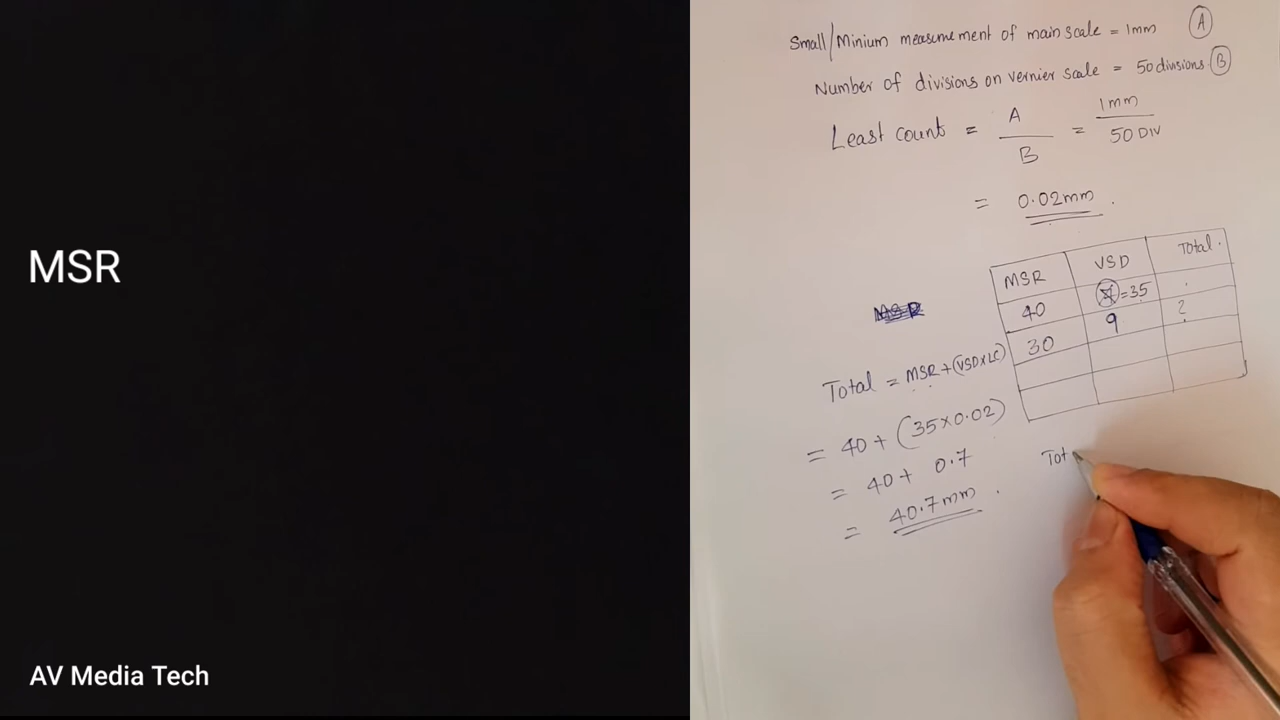 MSR
AV Media Tech
Small/Minium measurement of main scale = 1mm (A)
Number of divisions on vernier scale = 50 divisions. (B)
Least count = A/B = 1mm/50 DIV
= 0.02mm.
MSR VSD Total.
40 =35
30 9 ?
Total = MSR+(VSD×LC)
= 40+ (35×0.02)
= 40+ 0.7
= 40.7mm.
Tot